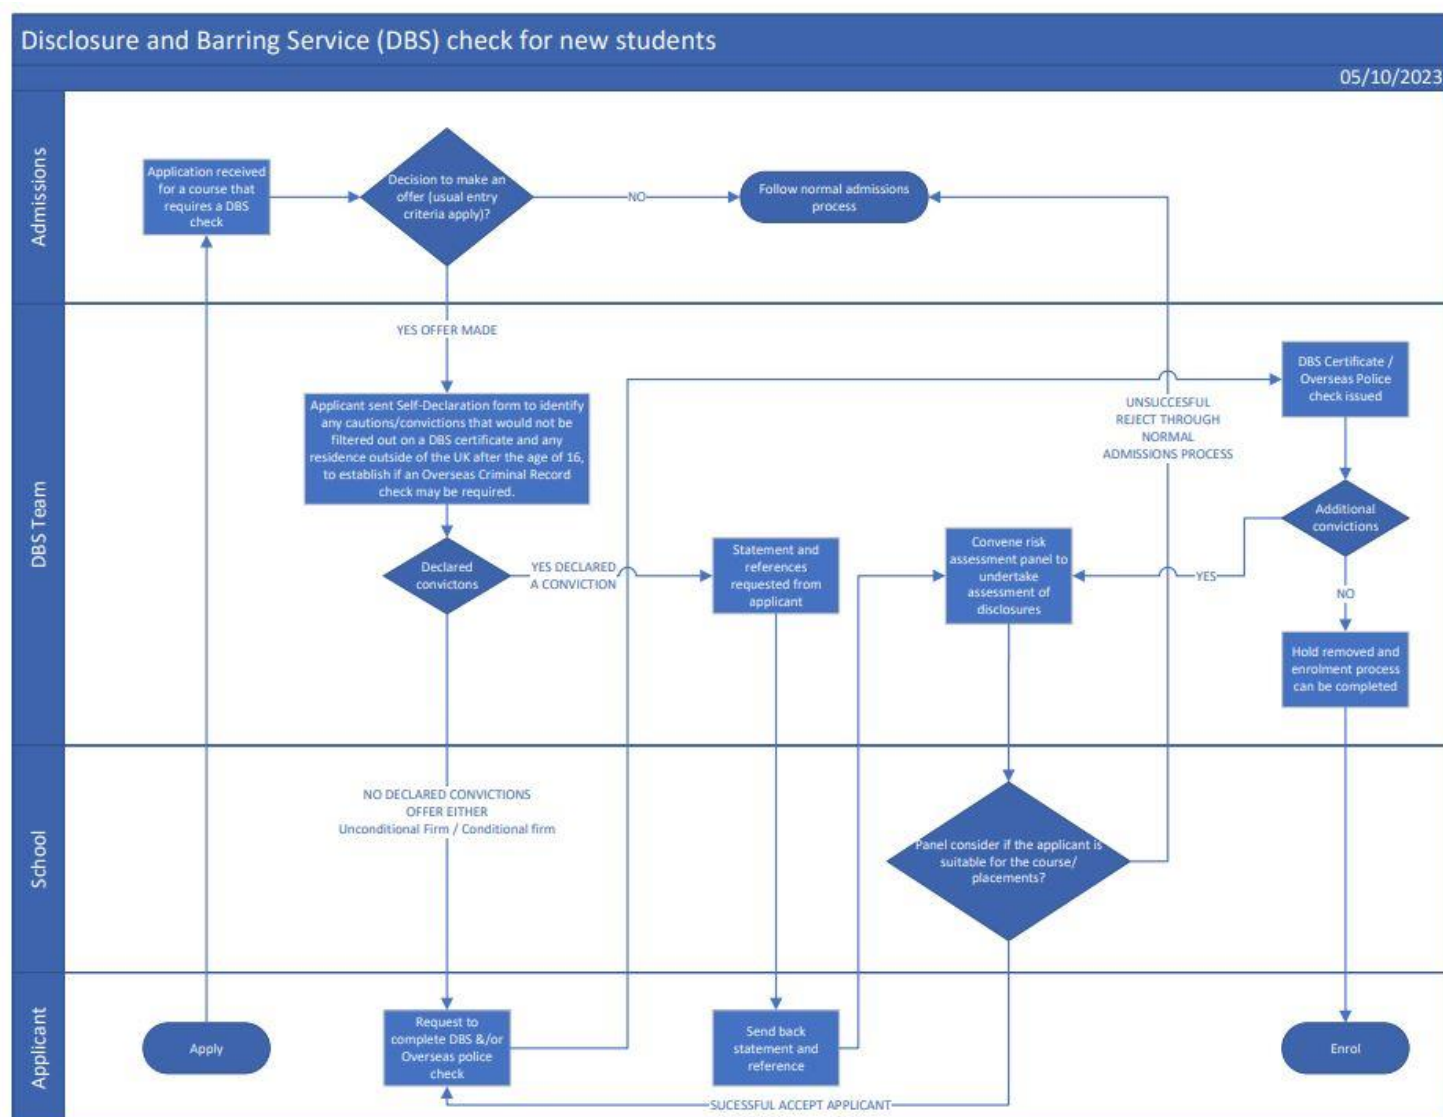 Disclosure and Barring Service (DBS) check for new students
05/10/2023
Admissions
Application received
for a course that
requires a DBS
check
Decision to make an
offer (usual entry
criteria apply)?
NO
Follow normal admissions
process
DBS Team
YES OFFER MADE
Applicant sent Self-Declaration form to identify
any cautions/convictions that would not be
filtered out on a DBS certificate and any
residence outside of the UK after the age of 16,
to establish if an Overseas Criminal Record
check may be required.
Declared
convictons
YES DECLARED
A CONVICTION
Statement and
references
requested from
applicant
Convene risk
assessment panel to
undertake
assessment of
disclosures
UNSUCCESFUL
REJECT THROUGH
NORMAL
ADMISSIONS PROCESS
DBS Certificate /
Overseas Police
check issued
Additional
convictions
YES
NO
Hold removed and
enrolment process
can be completed
School
NO DECLARED CONVICTIONS
OFFER EITHER
Unconditional Firm / Conditional firm
Panel consider if the applicant is
suitable for the course/
placements?
Applicant
Apply
Request to
complete DBS &/or
Overseas police
check
Send back
statement and
reference
SUCESSFUL ACCEPT APPLICANT
Enrol